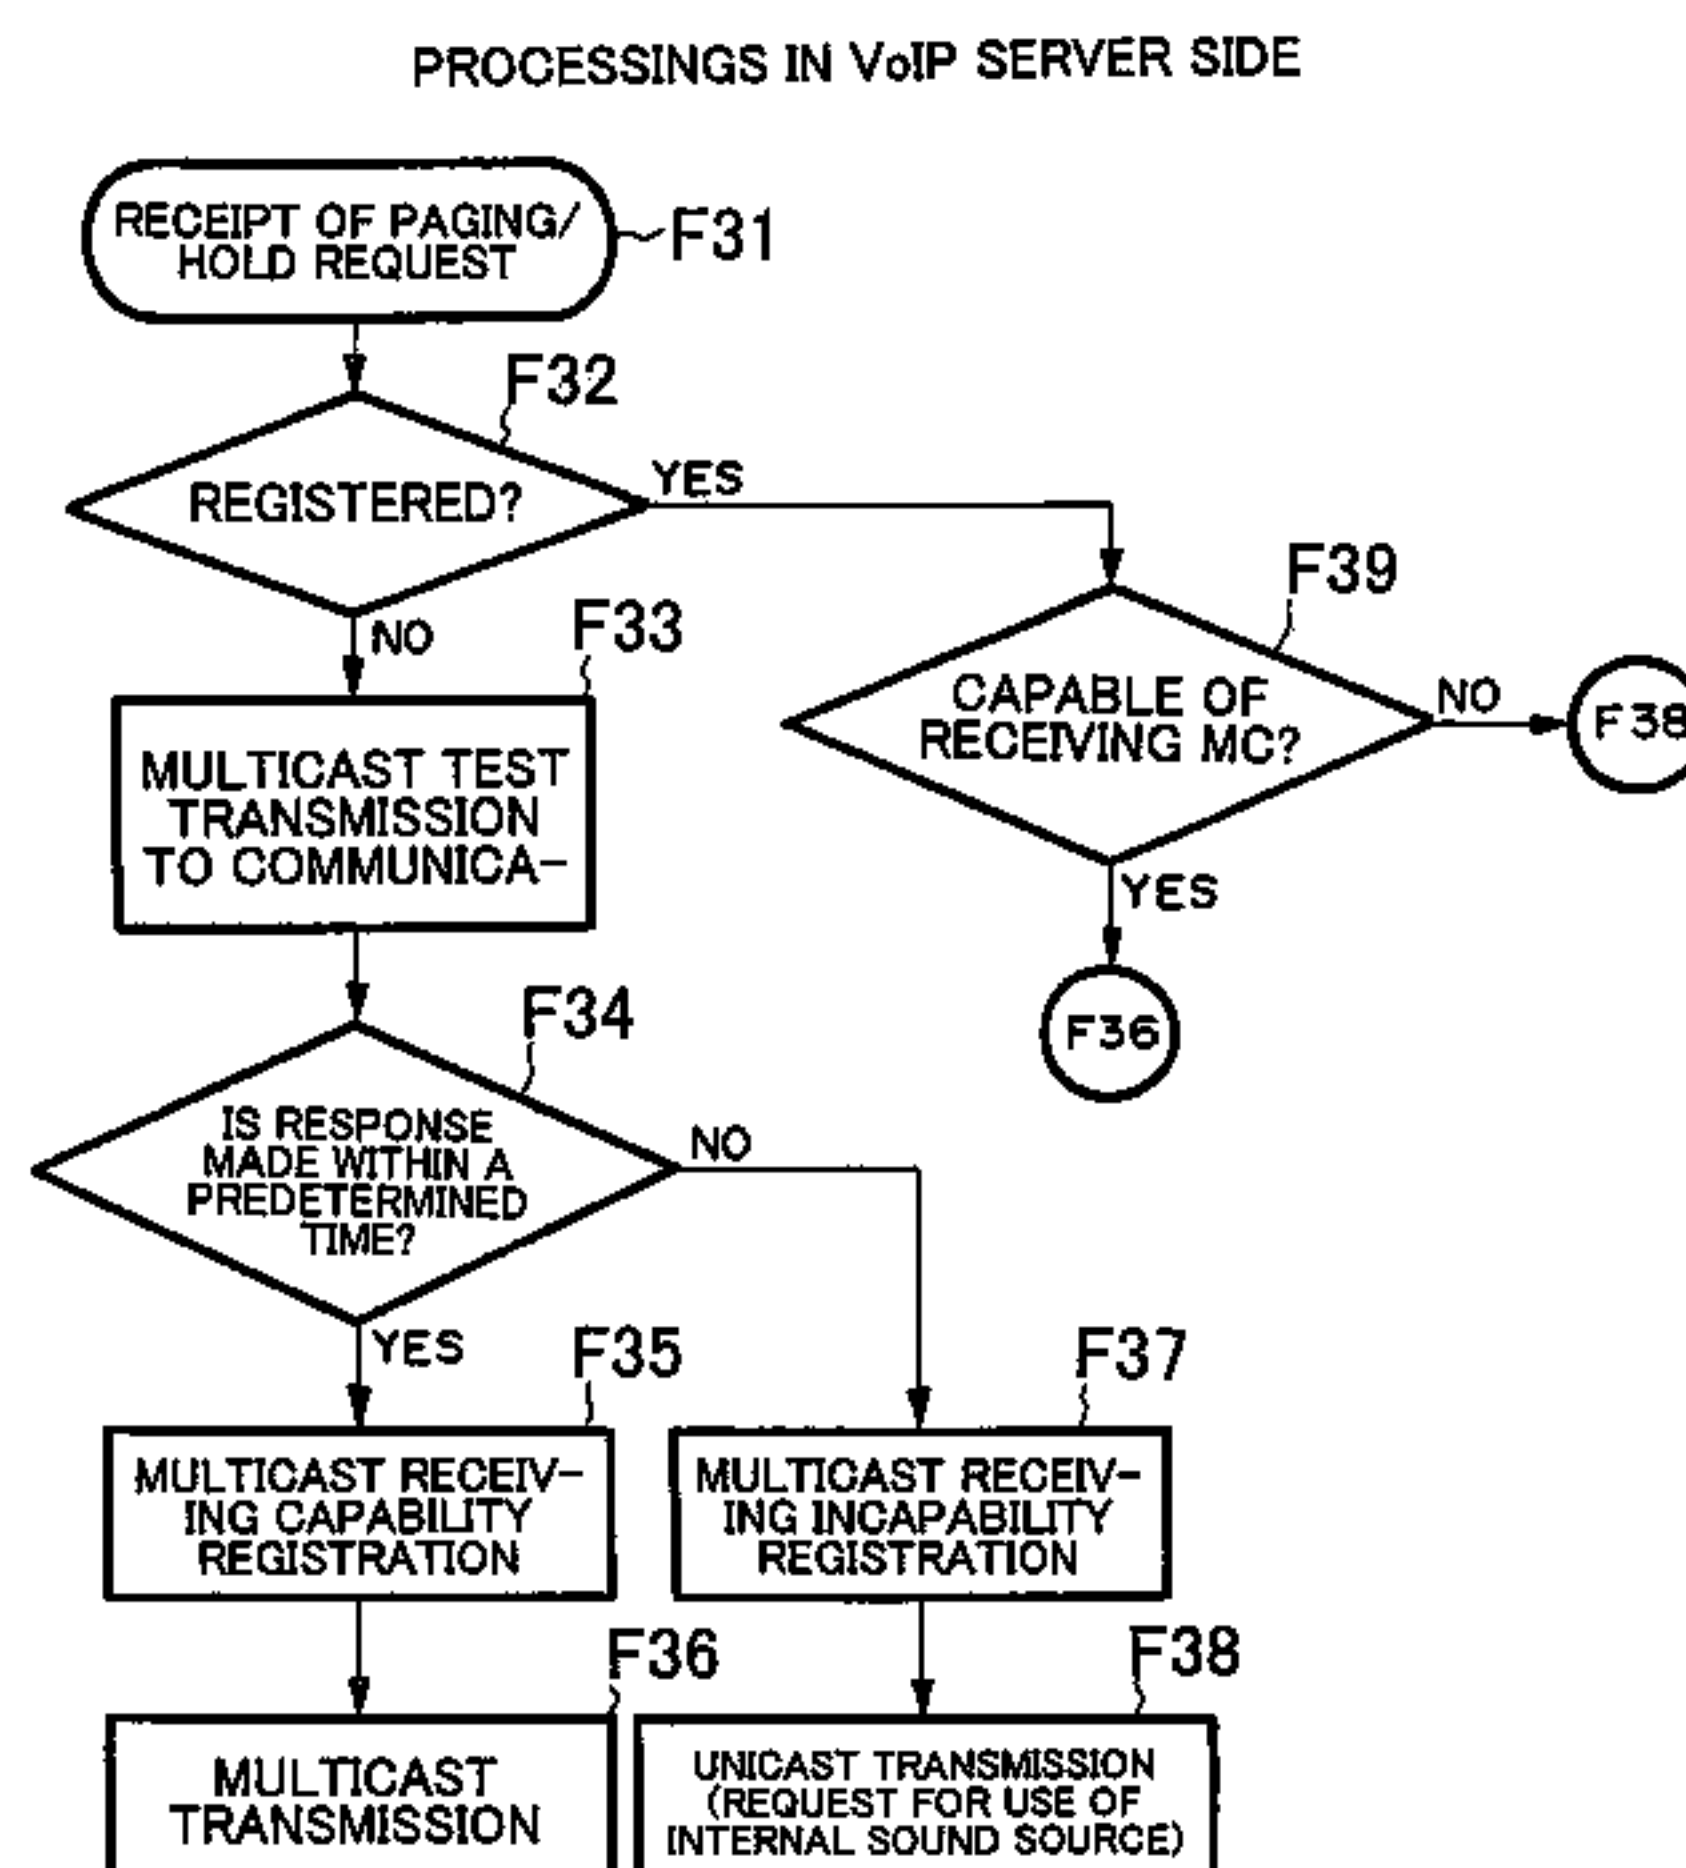 PROCESSINGS IN VoIP SERVER SIDE
RECEIPT OF PAGING/
HOLD REQUEST
F31
F32
REGISTERED?
YES
NO
F33
MULTICAST TEST
TRANSMISSION
TO COMMUNICA-
F39
CAPABLE OF
RECEIVING MC?
NO
F38
YES
F36
F34
IS RESPONSE
MADE WITHIN A
PREDETERMINED
TIME?
NO
YES
F35
MULTICAST RECEIV-
ING CAPABILITY
REGISTRATION
F37
MULTICAST RECEIV-
ING INCAPABILITY
REGISTRATION
F36
MULTICAST
TRANSMISSION
F38
UNICAST TRANSMISSION
(REQUEST FOR USE OF
INTERNAL SOUND SOURCE)